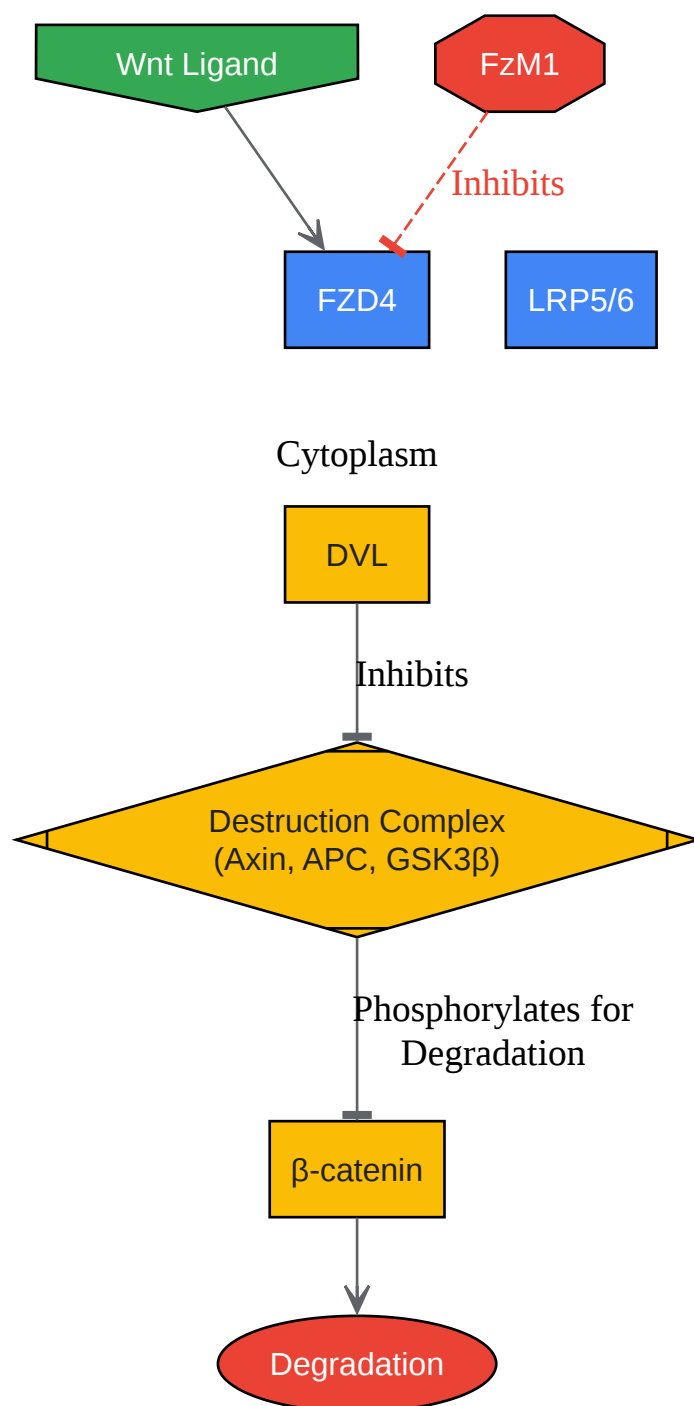 Wnt Ligand
FzM1
Inhibits
FZD4
LRP5/6
Cytoplasm
DVL
Inhibits
Destruction Complex
(Axin, APC, GSK3β)
Phosphorylates for
Degradation
β-catenin
Degradation